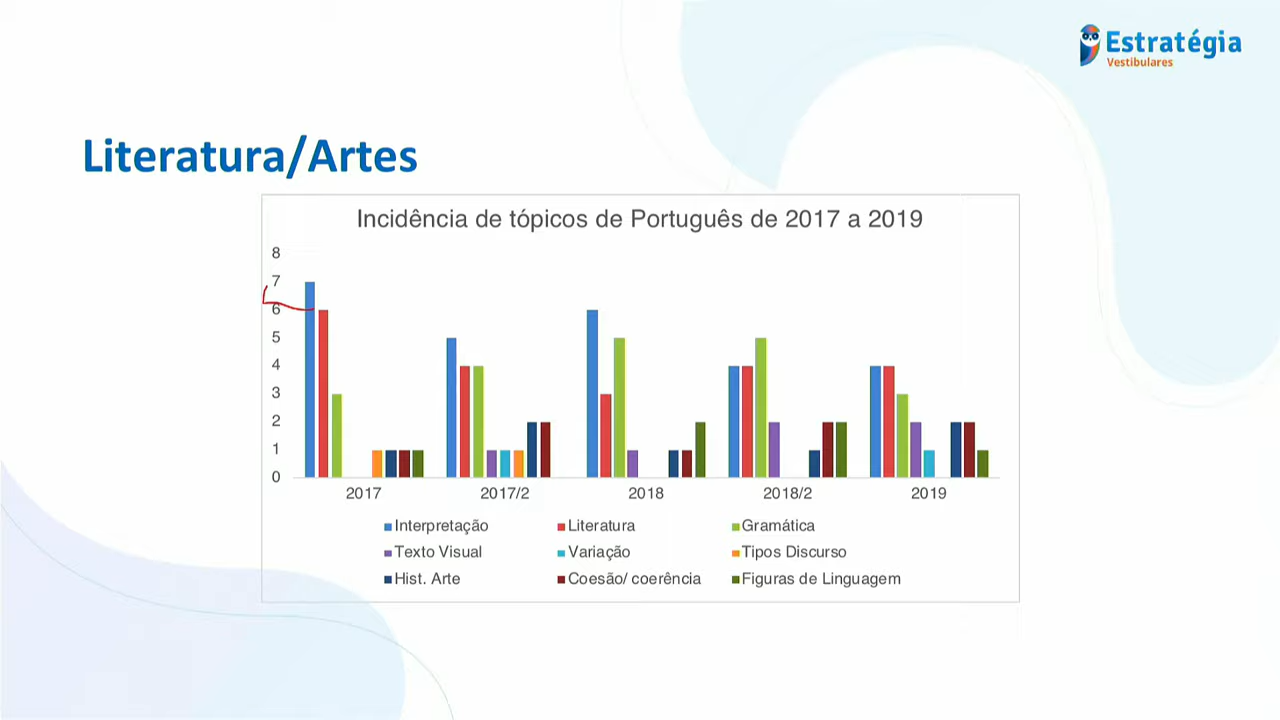 Estratégia
Vestibulares
Literatura/Artes
Incidência de tópicos de Português de 2017 a 2019
8
7
6
5
4
3
2
1
0
2017 2017/2 2018 2018/2 2019
Interpretação Literatura Gramática
Texto Visual Variação Tipos Discurso
Hist. Arte Coesão/ coerência Figuras de Linguagem